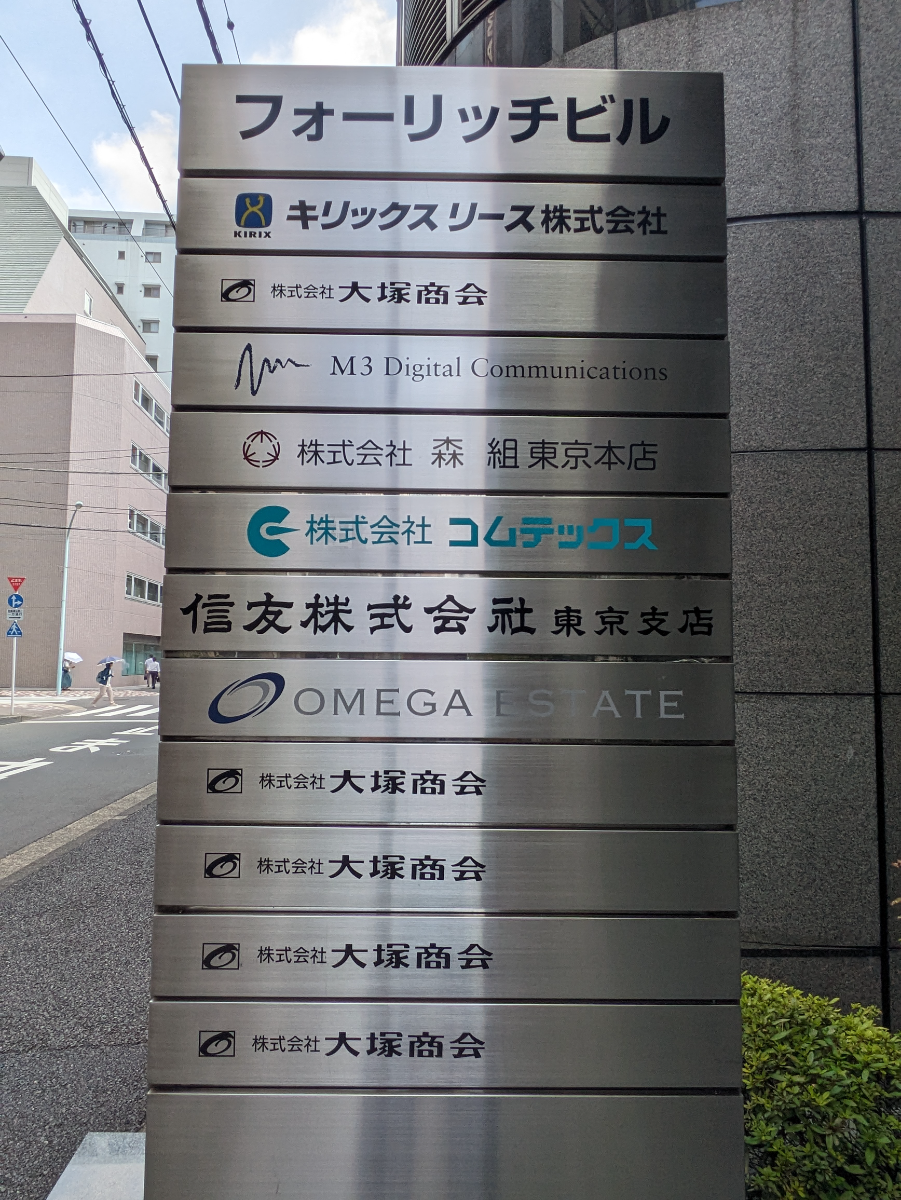 フォーリッチビル
KIRIX キリックス リース株式会社
株式会社 大塚商会
M3 Digital Communications
株式会社 森 組 東京本店
株式会社 コムテックス
信友株式会社 東京支店
OMEGA ESTATE
株式会社 大塚商会
株式会社 大塚商会
株式会社 大塚商会
株式会社 大塚商会